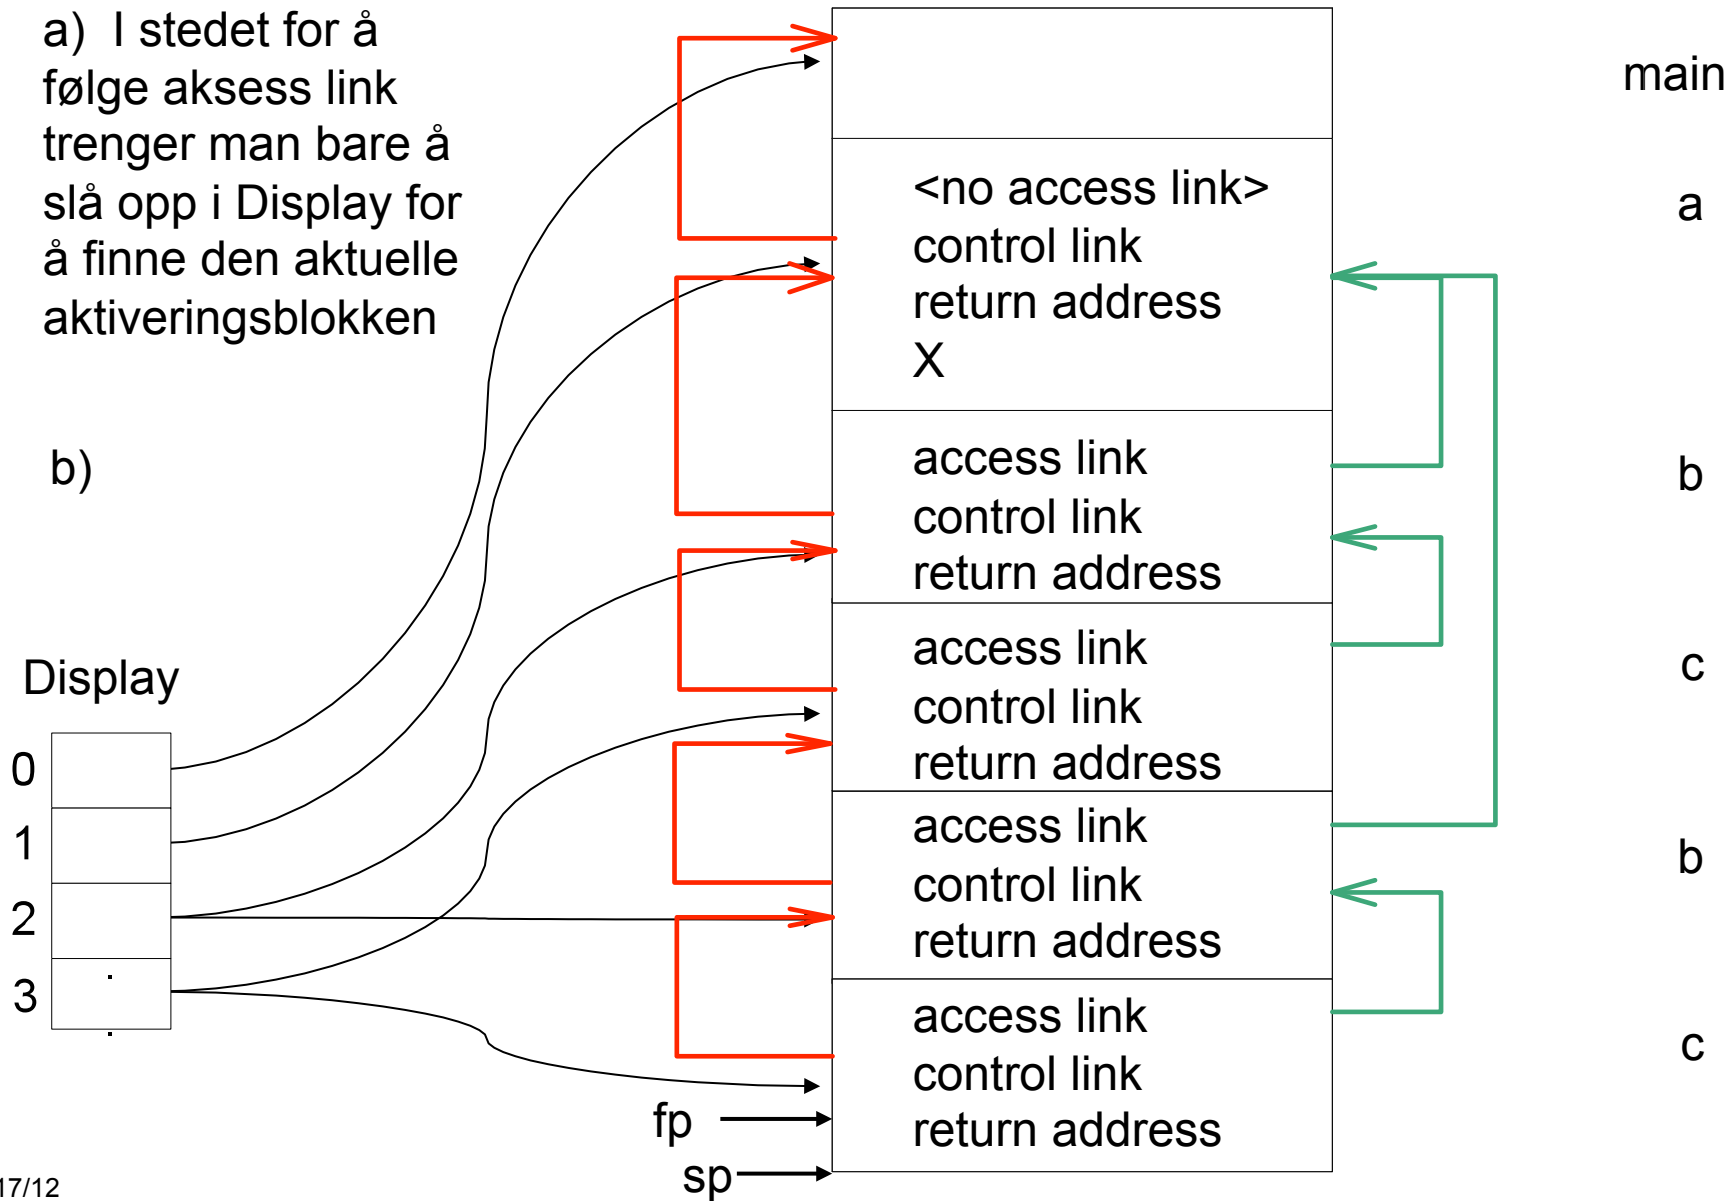 a) I stedet for å
følge aksess link
trenger man bare å
slå opp i Display for
å finne den aktuelle
aktiveringsblokken
b)
Display
0
1
2
3
main
<no access link>
control link
return address
X
a
access link
control link
return address
b
access link
control link
return address
c
access link
control link
return address
b
access link
control link
return address
c
fp
sp
17/12